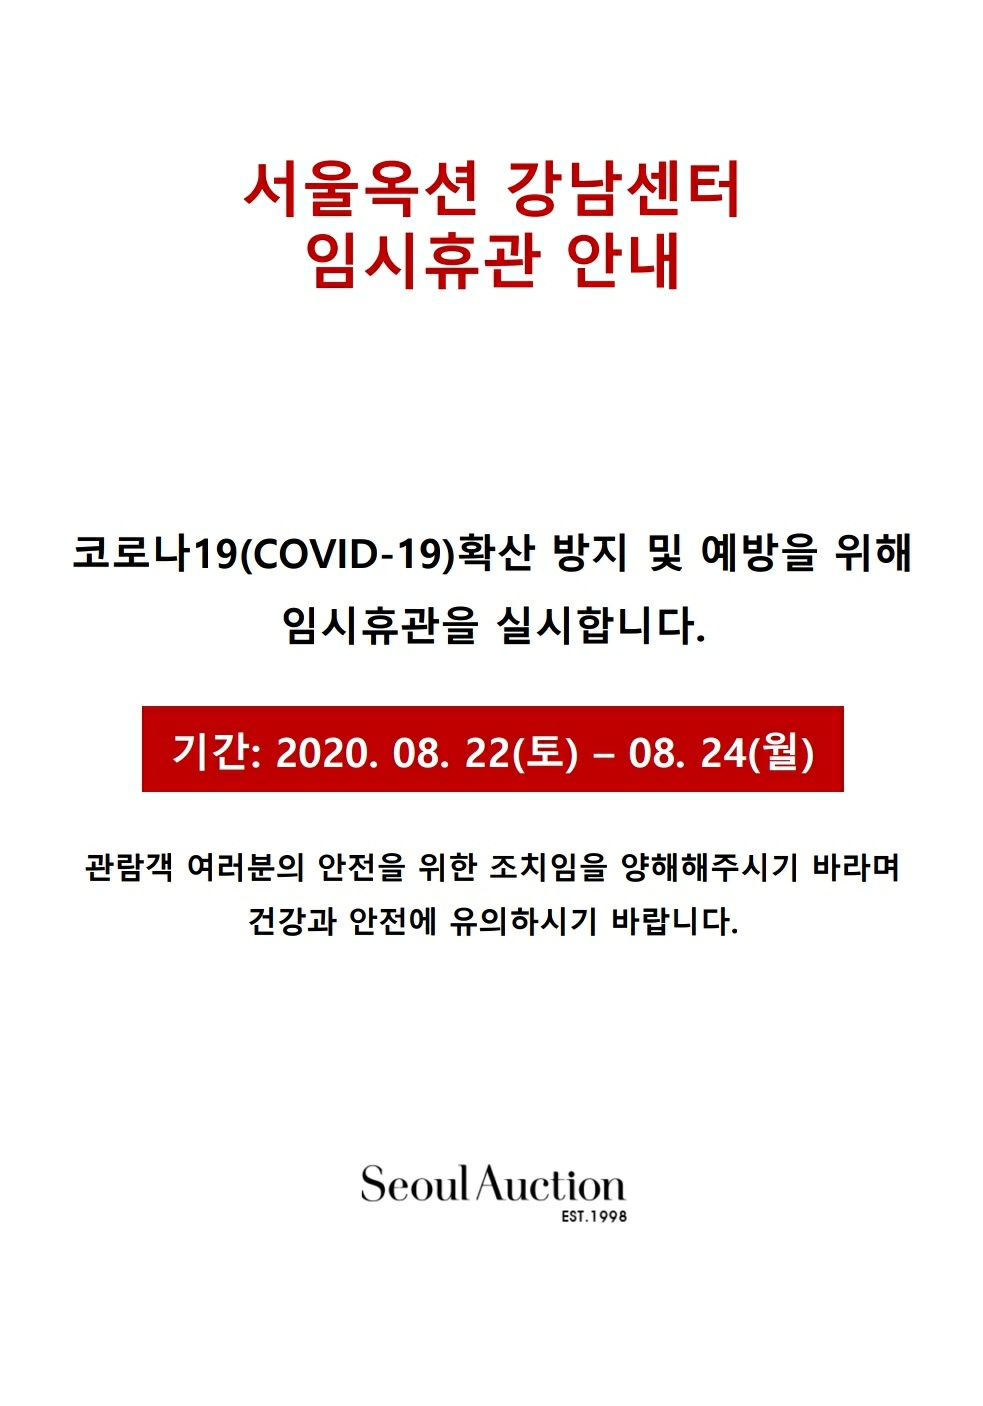 서울옥션 강남센터
임시휴관 안내
코로나19(COVID-19)확산 방지 및 예방을 위해
임시휴관을 실시합니다.
기간: 2020. 08. 22(토) – 08. 24(월)
관람객 여러분의 안전을 위한 조치임을 양해해주시기 바라며
건강과 안전에 유의하시기 바랍니다.
Seoul Auction
EST.1998